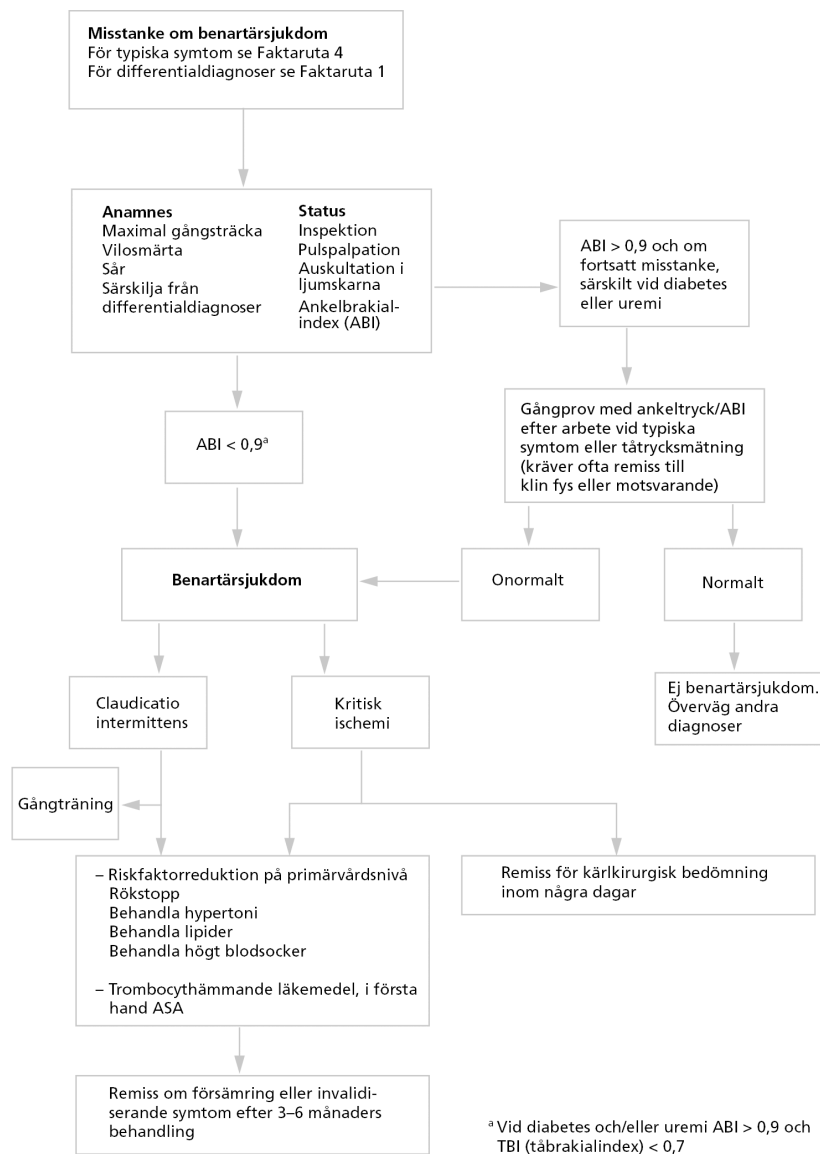 Misstanke om benartärsjukdom
För typiska symtom se Faktaruta 4
För differentialdiagnoser se Faktaruta 1
Anamnes
Maximal gångsträcka
Vilosmärta
Sår
Särskilja från
differentialdiagnoser
Status
Inspektion
Pulspalpation
Auskultation i
ljumskarna
Ankelbrakial-
index (ABI)
ABI > 0,9 och om
fortsatt misstanke,
särskilt vid diabetes
eller uremi
ABI < 0,9ᵃ
Gångprov med ankeltryck/ABI
efter arbete vid typiska
symtom eller tåtrycksmätning
(kräver ofta remiss till
klin fys eller motsvarande)
Benartärsjukdom
Onormalt
Normalt
Claudicatio
intermittens
Kritisk
ischemi
Ej benartärsjukdom.
Överväg andra
diagnoser
Gångträning
– Riskfaktorreduktion på primärvårdsnivå
Rökstopp
Behandla hypertoni
Behandla lipider
Behandla högt blodsocker
– Trombocythämmande läkemedel, i första
hand ASA
Remiss för kärlkirurgisk bedömning
inom några dagar
Remiss om försämring eller invalidi-
serande symtom efter 3–6 månaders
behandling
ᵃ Vid diabetes och/eller uremi ABI > 0,9 och
TBI (tåbrakialindex) < 0,7